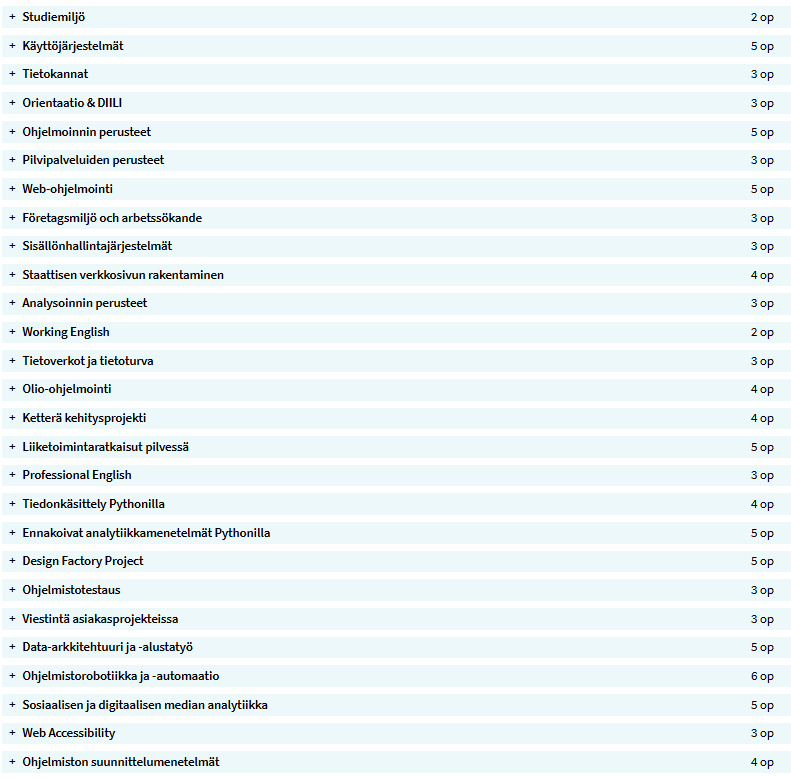 + Studiemiljö 2 op
+ Käyttöjärjestelmät 5 op
+ Tietokannat 3 op
+ Orientaatio & DIILI 3 op
+ Ohjelmoinnin perusteet 5 op
+ Pilvipalveluiden perusteet 3 op
+ Web-ohjelmointi 5 op
+ Företagsmiljö och arbetssökande 3 op
+ Sisällönhallintajärjestelmät 3 op
+ Staattisen verkkosivun rakentaminen 4 op
+ Analysoinnin perusteet 3 op
+ Working English 2 op
+ Tietoverkot ja tietoturva 3 op
+ Olio-ohjelmointi 4 op
+ Ketterä kehitysprojekti 4 op
+ Liiketoimintaratkaisut pilvessä 5 op
+ Professional English 3 op
+ Tiedonkäsittely Pythonilla 4 op
+ Ennakoivat analytiikkamenetelmät Pythonilla 5 op
+ Design Factory Project 5 op
+ Ohjelmistotestaus 3 op
+ Viestintä asiakasprojekteissa 3 op
+ Data-arkkitehtuuri ja -alustatyö 5 op
+ Ohjelmistorobotiikka ja -automaatio 6 op
+ Sosiaalisen ja digitaalisen median analytiikka 5 op
+ Web Accessibility 3 op
+ Ohjelmiston suunnittelumenetelmät 4 op